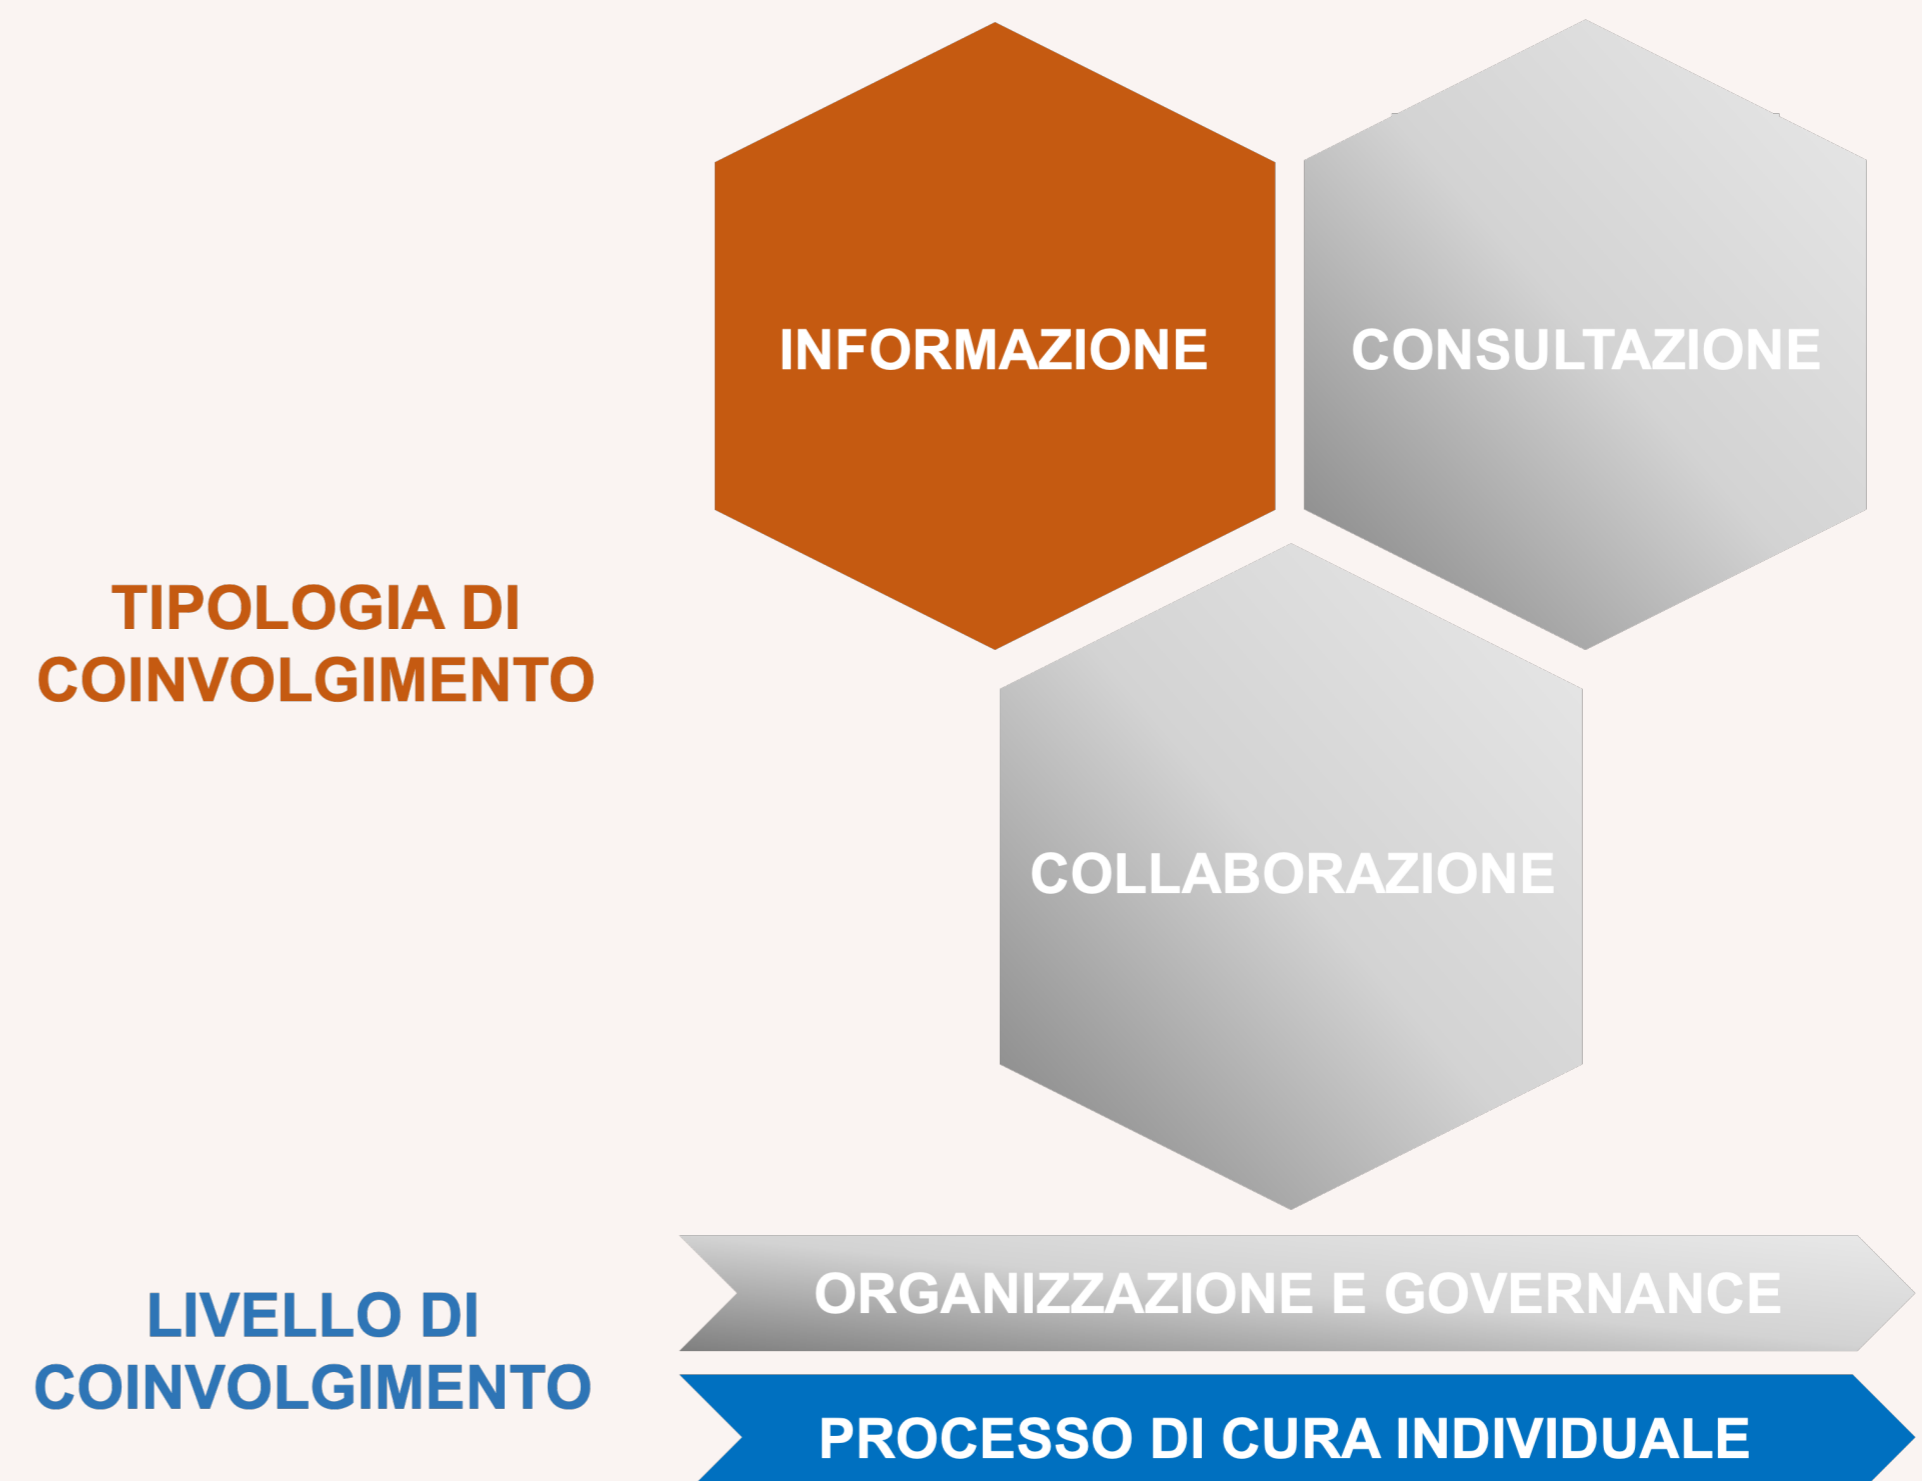 INFORMAZIONE
CONSULTAZIONE
TIPOLOGIA DI
COINVOLGIMENTO
COLLABORAZIONE
ORGANIZZAZIONE E GOVERNANCE
LIVELLO DI
COINVOLGIMENTO
PROCESSO DI CURA INDIVIDUALE